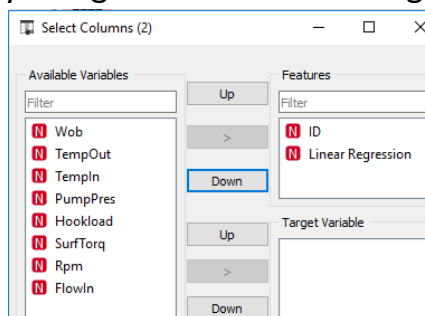 Select Columns (2)
Available Variables
Filter
N Wob
N TempOut
N TempIn
N PumpPres
N Hookload
N SurfTorq
N Rpm
N FlowIn
Up
>
Down
Up
>
Down
Features
Filter
N ID
N Linear Regression
Target Variable